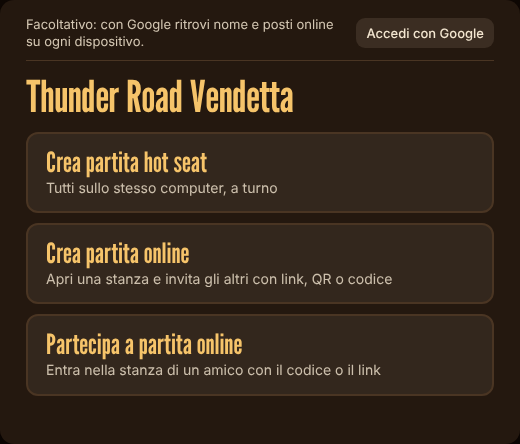 Facoltativo: con Google ritrovi nome e posti online
su ogni dispositivo.
Accedi con Google
Thunder Road Vendetta
Crea partita hot seat
Tutti sullo stesso computer, a turno
Crea partita online
Apri una stanza e invita gli altri con link, QR o codice
Partecipa a partita online
Entra nella stanza di un amico con il codice o il link